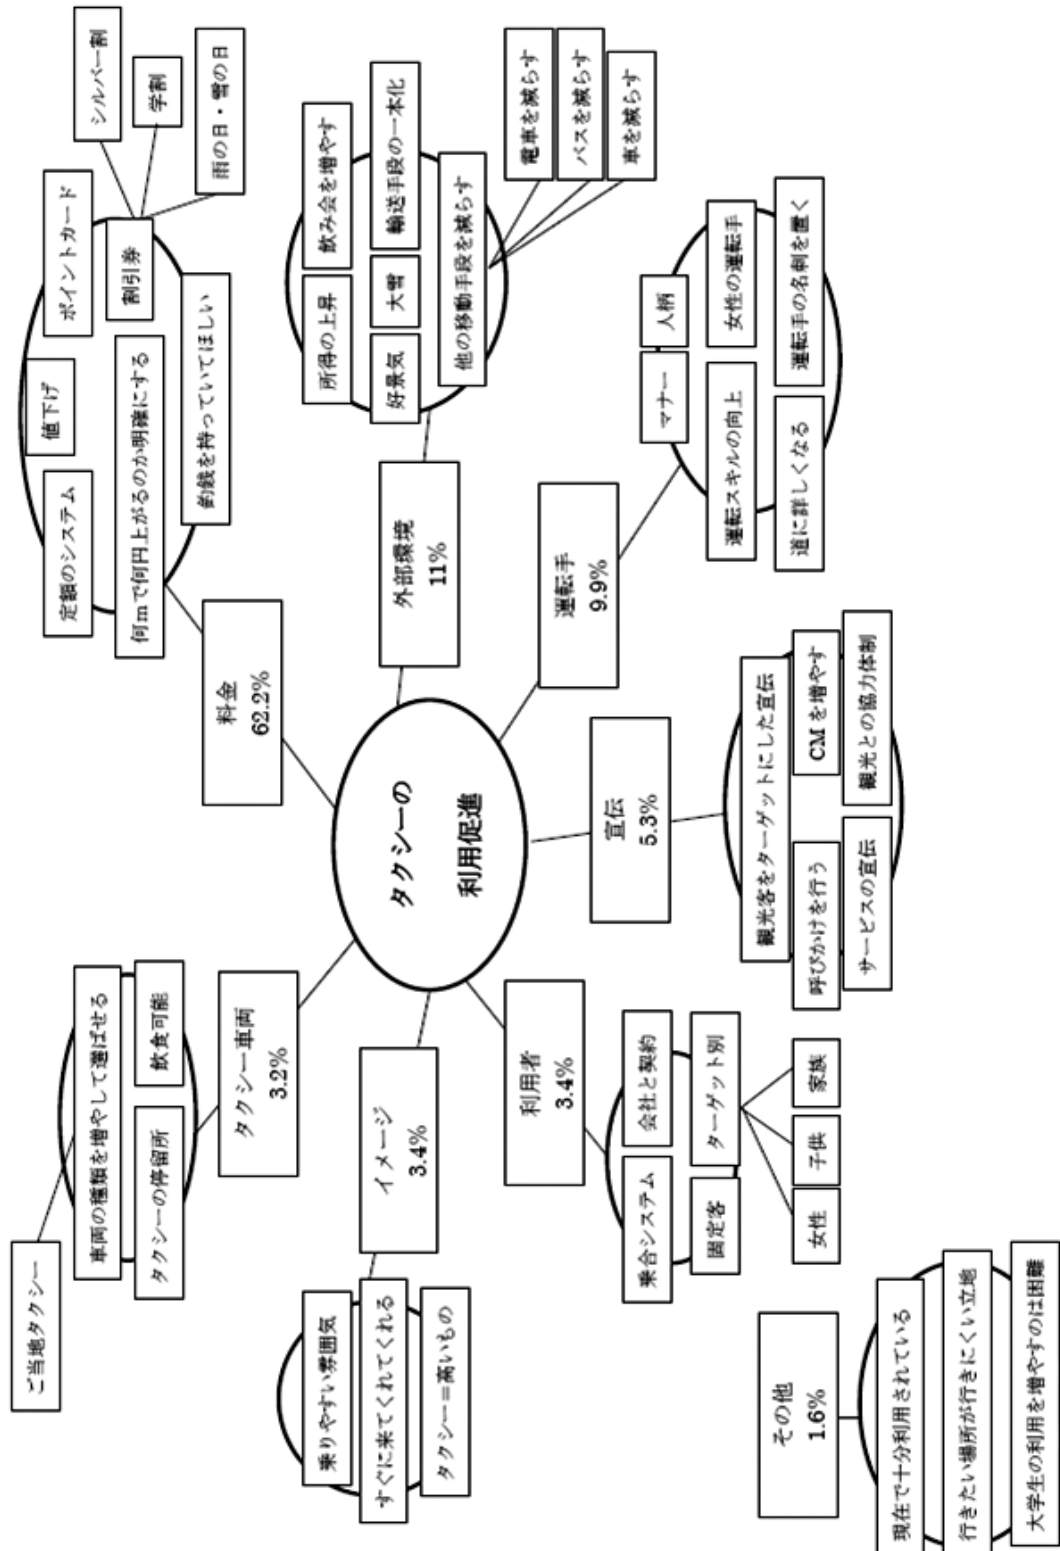 タクシーの
利用促進
料金
62.2%
定額のシステム
値下げ
ポイントカード
何mで何円上がるのか明確にする
割引券
シルバー割
学割
雨の日・雪の日
釣銭を持っていてほしい
外部環境
11%
所得の上昇
飲み会を増やす
好景気
大雪
輸送手段の一本化
他の移動手段を減らす
電車を減らす
バスを減らす
車を減らす
運転手
9.9%
マナー
人柄
運転スキルの向上
女性の運転手
道に詳しくなる
運転手の名刺を置く
宣伝
5.3%
観光客をターゲットにした宣伝
呼びかけを行う
CMを増やす
サービスの宣伝
観光との協力体制
利用者
3.4%
乗合システム
会社と契約
固定客
ターゲット別
女性
子供
家族
イメージ
3.4%
乗りやすい雰囲気
すぐに来てくれてくれる
タクシー＝高いもの
タクシー車両
3.2%
ご当地タクシー
車両の種類を増やして選ばせる
タクシーの停留所
飲食可能
その他
1.6%
現在で十分利用されている
行きたい場所が行きにくい立地
大学生の利用を増やすのは困難